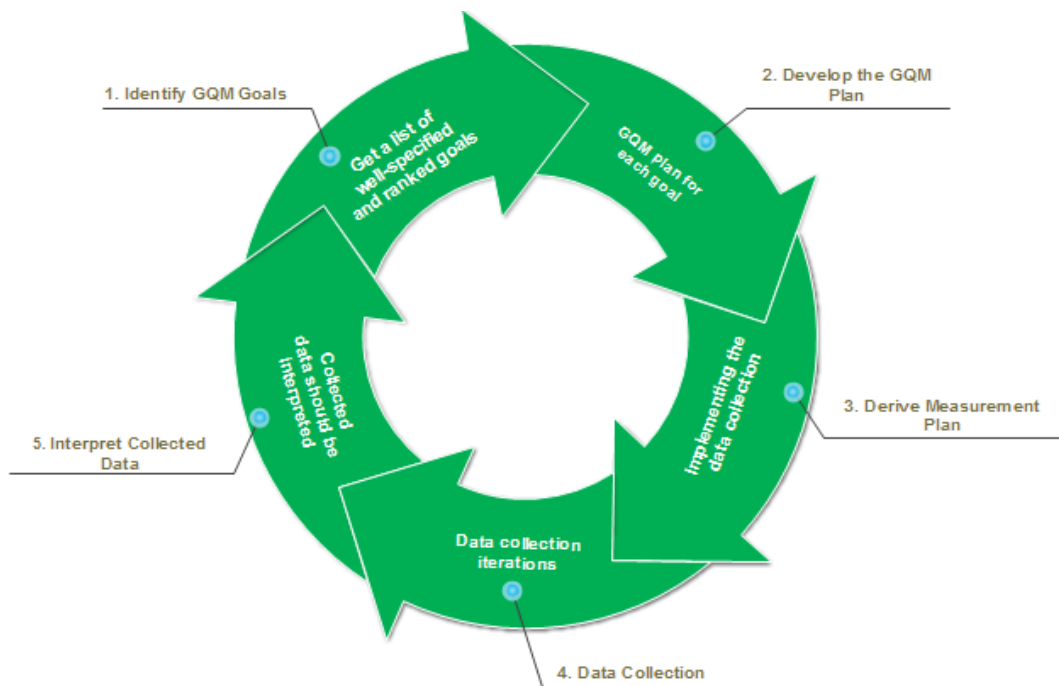 1. Identify GQM Goals
Get a list of
well-specified
and ranked goals
2. Develop the GQM
Plan
GQM Plan for
each goal
3. Derive Measurement
Plan
Implementing the
data collection
4. Data Collection
Data collection
iterations
5. Interpret Collected
Data
Collected
data should be
interpreted